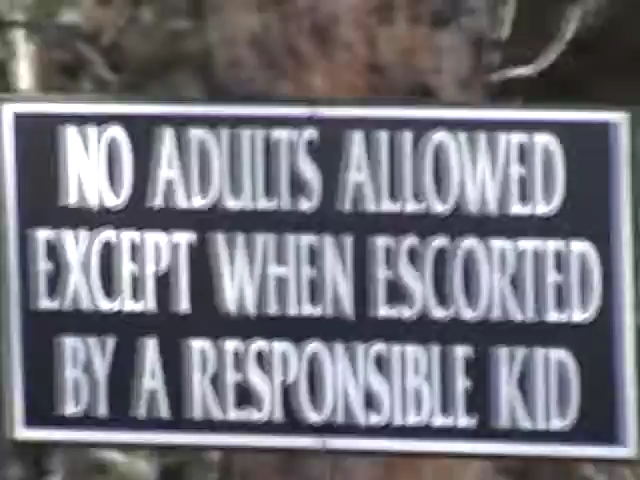 NO ADULTS ALLOWED
EXCEPT WHEN ESCORTED
BY A RESPONSIBLE KID